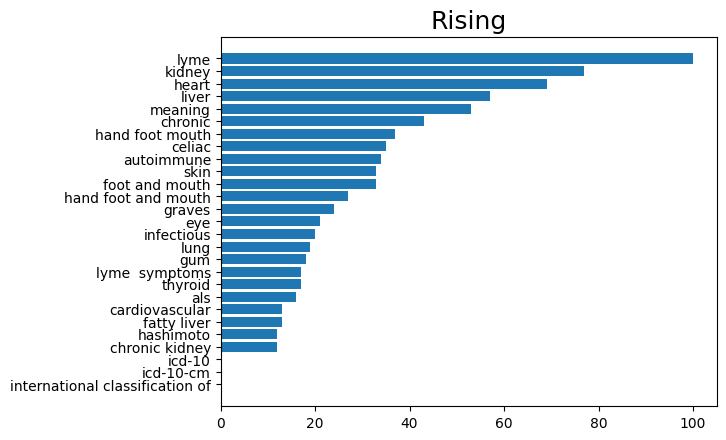 Rising
lyme
kidney
heart
liver
meaning
chronic
hand foot mouth
celiac
autoimmune
skin
foot and mouth
hand foot and mouth
graves
eye
infectious
lung
gum
lyme  symptoms
thyroid
als
cardiovascular
fatty liver
hashimoto
chronic kidney
icd-10
icd-10-cm
international classification of
0 20 40 60 80 100